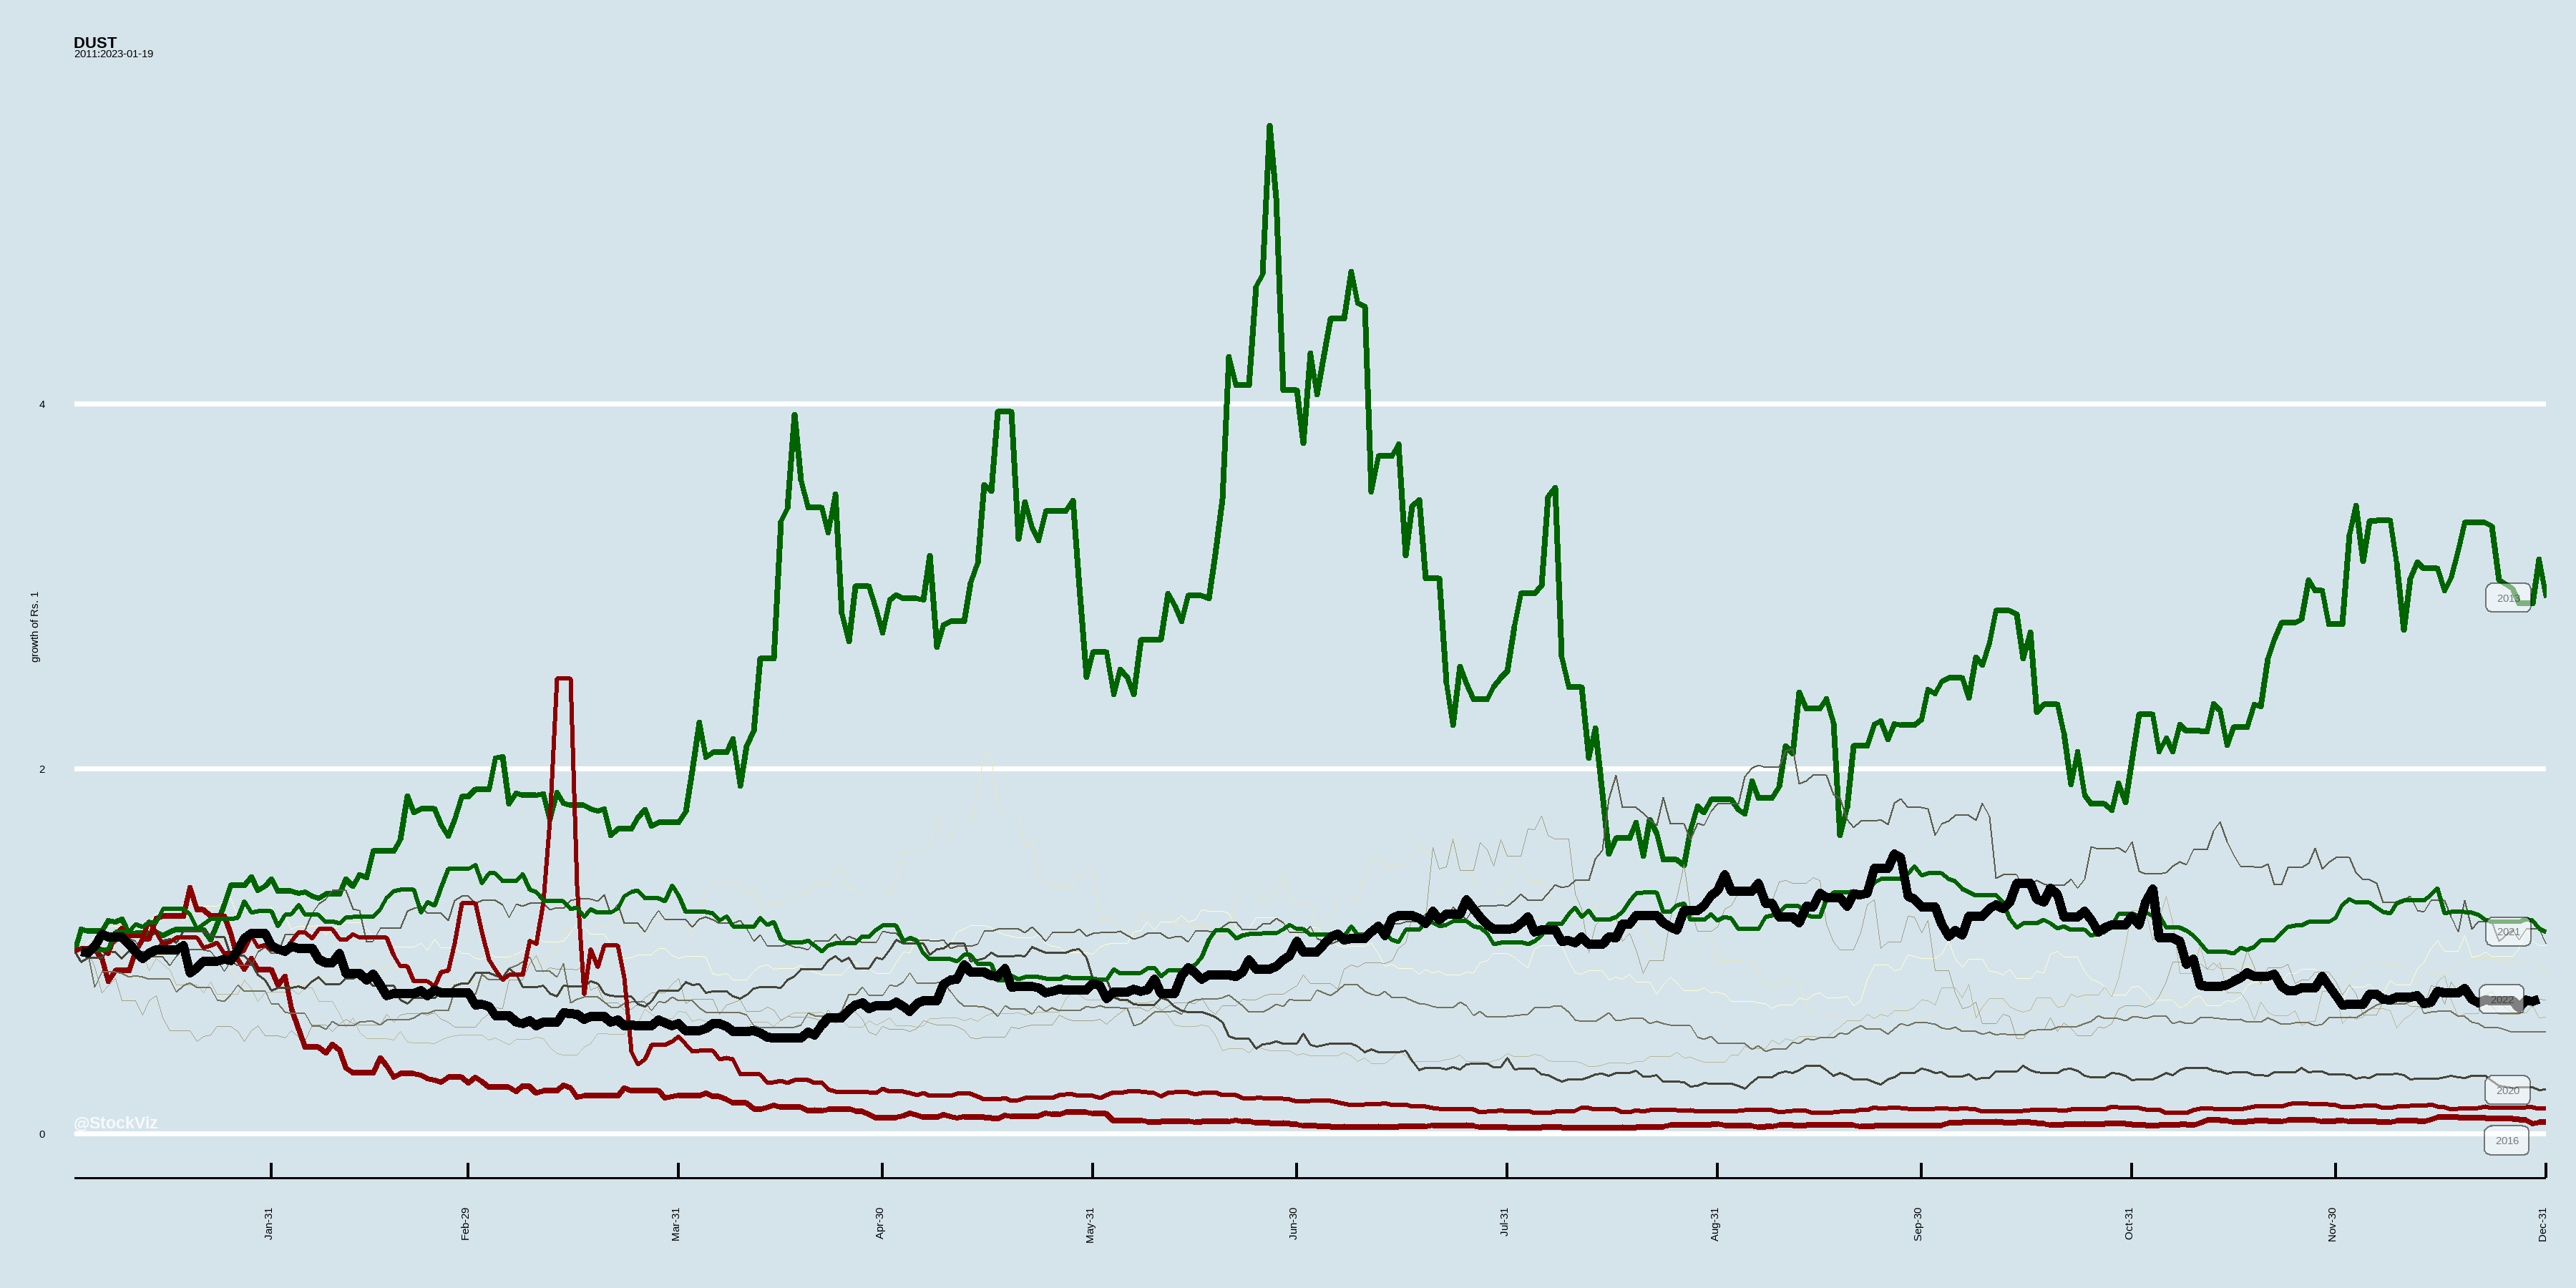 DUST
2011:2023-01-19
growth of Rs. 1
4
2
0
2013
2021
2022
2020
2016
@StockViz
Jan-31
Feb-29
Mar-31
Apr-30
May-31
Jun-30
Jul-31
Aug-31
Sep-30
Oct-31
Nov-30
Dec-31